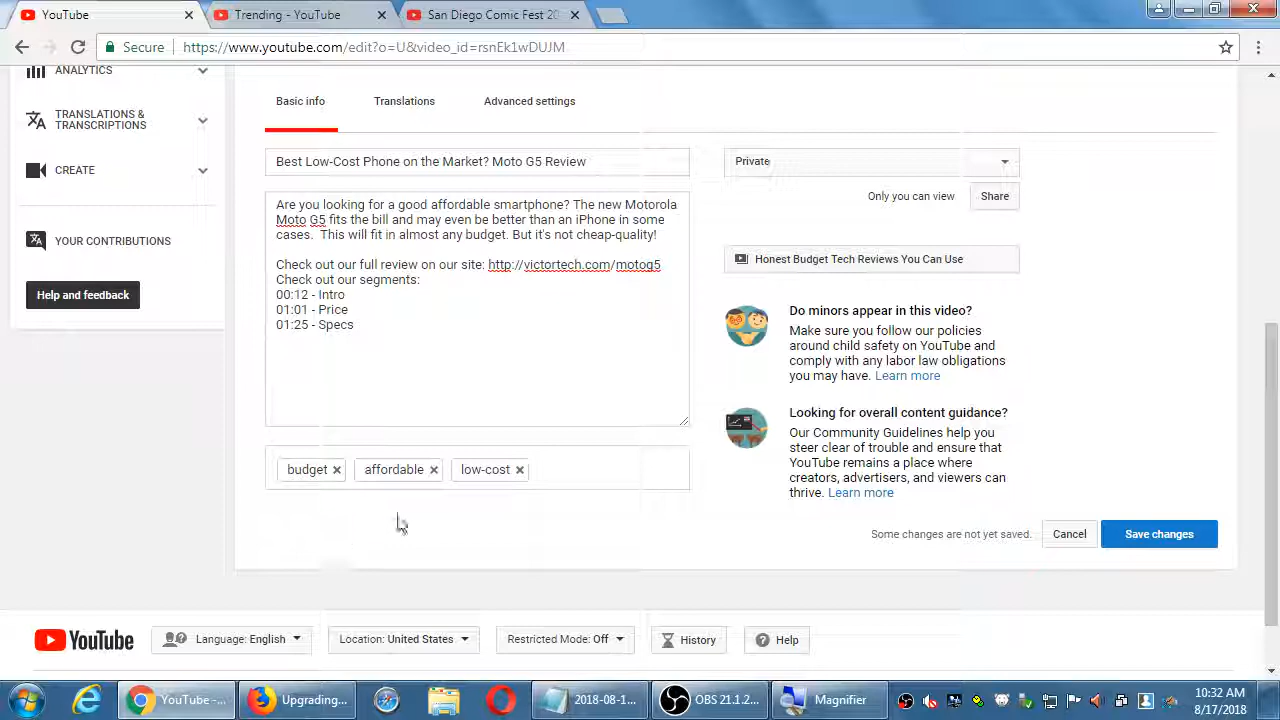 YouTube
Trending - YouTube
San Diego Comic Fest 20
Secure
https://www.youtube.com/edit?o=U&video_id=rsnEk1wDUJM
ANALYTICS
TRANSLATIONS &
TRANSCRIPTIONS
CREATE
YOUR CONTRIBUTIONS
Help and feedback
Basic info
Translations
Advanced settings
Best Low-Cost Phone on the Market? Moto G5 Review
Are you looking for a good affordable smartphone? The new Motorola
Moto G5 fits the bill and may even be better than an iPhone in some
cases.  This will fit in almost any budget. But it's not cheap-quality!
Check out our full review on our site: http://victortech.com/motog5
Check out our segments:
00:12 - Intro
01:01 - Price
01:25 - Specs
budget
affordable
low-cost
Private
Only you can view
Share
Honest Budget Tech Reviews You Can Use
Do minors appear in this video?
Make sure you follow our policies
around child safety on YouTube and
comply with any labor law obligations
you may have. Learn more
Looking for overall content guidance?
Our Community Guidelines help you
steer clear of trouble and ensure that
YouTube remains a place where
creators, advertisers, and viewers can
thrive. Learn more
Some changes are not yet saved.
Cancel
Save changes
YouTube
Language: English
Location: United States
Restricted Mode: Off
History
Help
YouTube -...
Upgrading...
2018-08-1...
OBS 21.1.2...
Magnifier
10:32 AM
8/17/2018